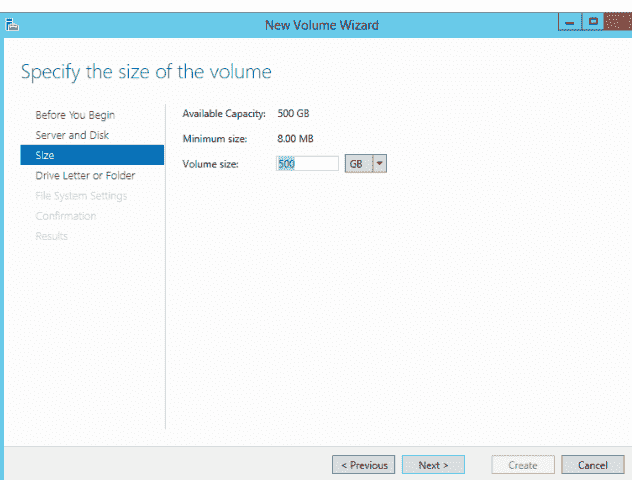 New Volume Wizard
Specify the size of the volume
Before You Begin
Server and Disk
Size
Drive Letter or Folder
File System Settings
Confirmation
Results
Available Capacity: 500 GB
Minimum size: 8.00 MB
Volume size: 500 GB
< Previous Next > Create Cancel